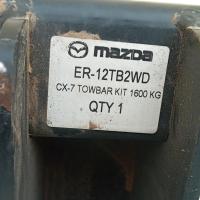 mazda
ER-12TB2WD
CX-7 TOWBAR KIT 1600 KG
QTY 1